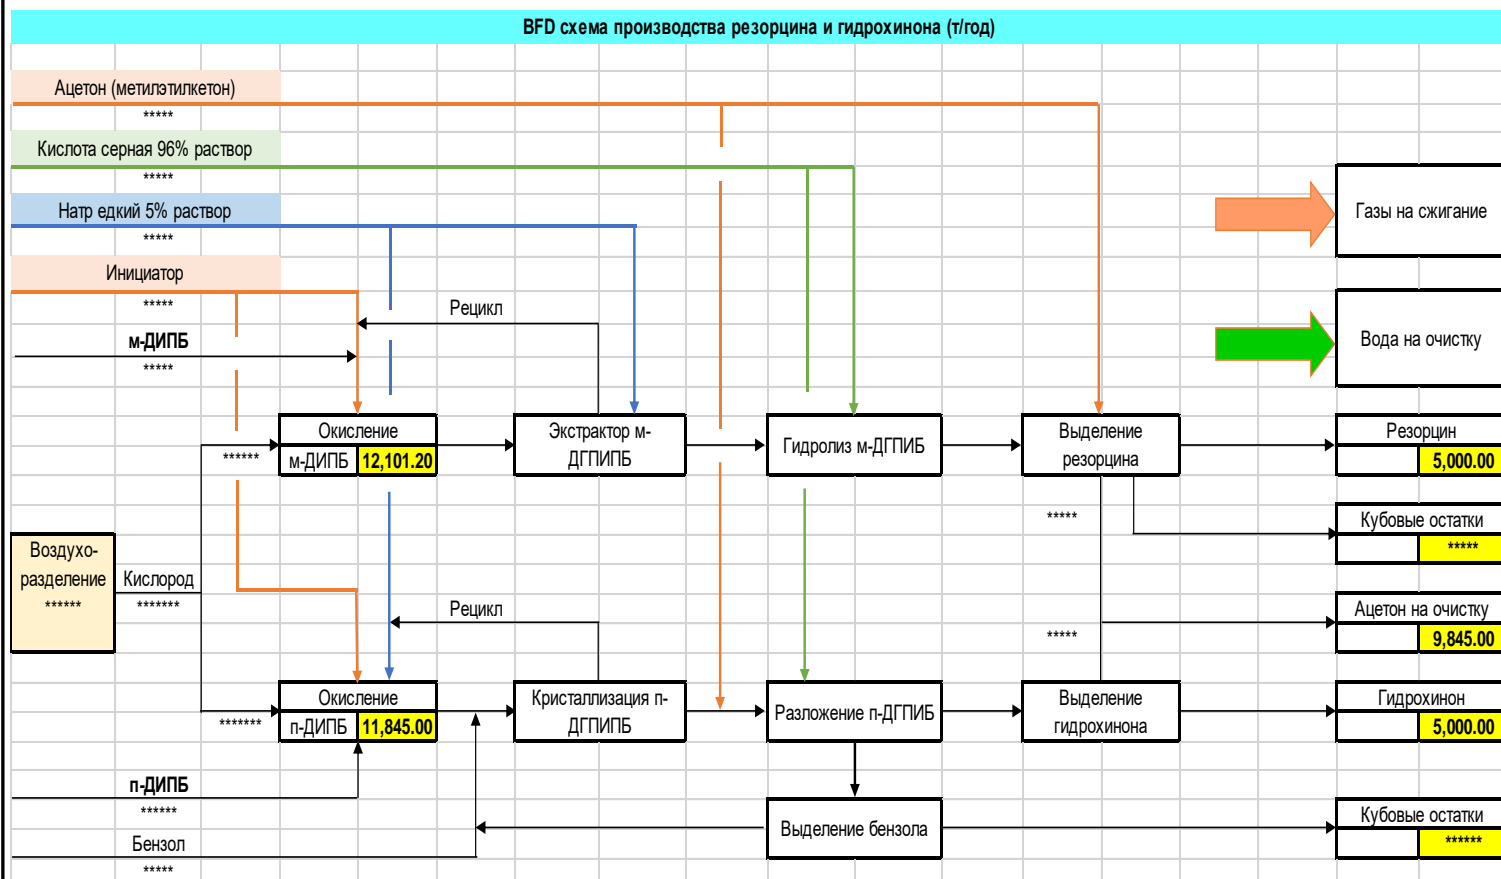 BFD схема производства резорцина и гидрохинона (т/год)
Ацетон (метилэтилкетон)
*****
Кислота серная 96% раствор
*****
Натр едкий 5% раствор
*****
Инициатор
*****
Газы на сжигание
Вода на очистку
Рецикл
м-ДИПБ
*****
Окисление
м-ДИПБ 12,101.20
******
Экстрактор м-
ДГПИПБ
Гидролиз м-ДГПИБ
Выделение
резорцина
Резорцин
5,000.00
*****
Кубовые остатки
*****
Воздухо-
разделение
******
Кислород
*******
Рецикл
*****
Ацетон на очистку
9,845.00
Окисление
п-ДИПБ 11,845.00
*******
Кристаллизация п-
ДГПИПБ
Разложение п-ДГПИБ
Выделение
гидрохинона
Гидрохинон
5,000.00
п-ДИПБ
******
Бензол
*****
Выделение бензола
Кубовые остатки
******